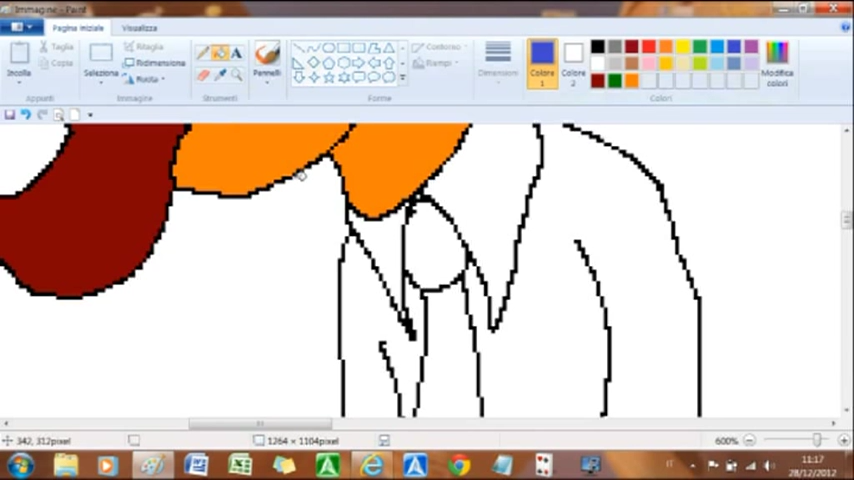 Immagine - Paint
Pagina iniziale Visualizza
Incolla
Taglia
Copia
Appunti
Seleziona
Ritaglia
Ridimensiona
Ruota
Immagine
A
Strumenti
Pennelli
Contorno
Riempi
Forme
Dimensioni
Colore 1
Colore 2
Modifica colori
Colori
342, 312pixel
1264 × 1104pixel
600%
IT
11:17
28/12/2012